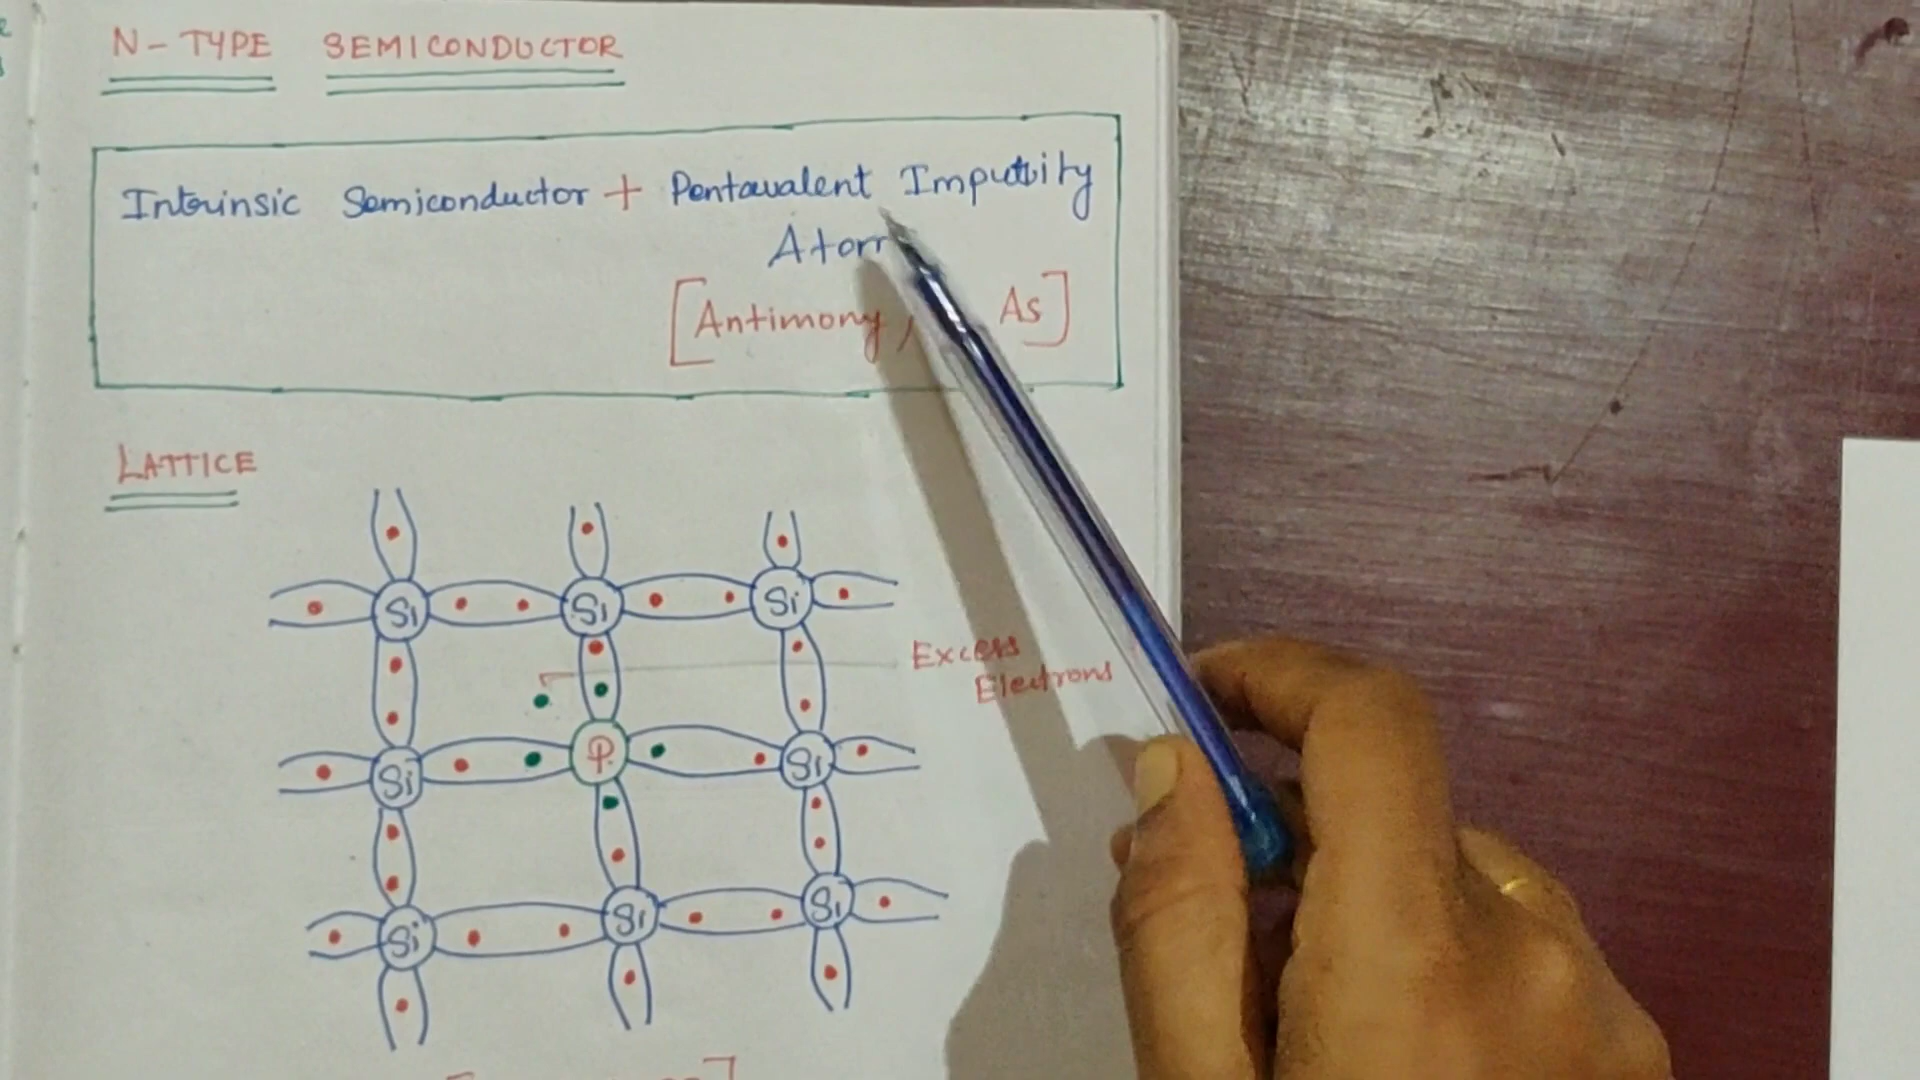 N-TYPE SEMICONDUCTOR
Intrinsic Semiconductor + Pentavalent Impurity
Atom
[Antimony, As]
LATTICE
Si Si Si
Excess
Electrons
Si P Si
Si Si Si